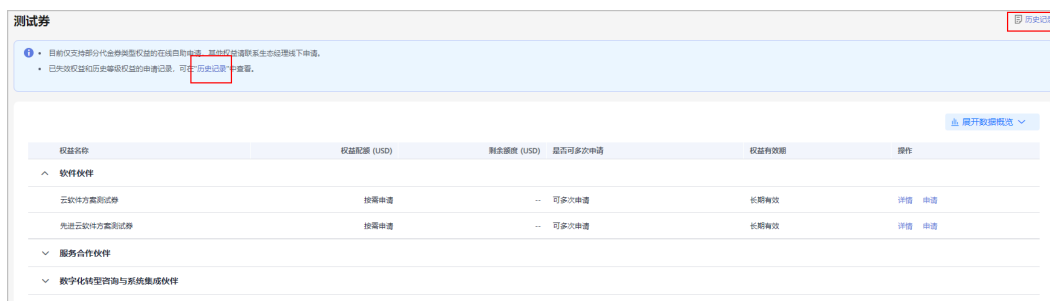 测试券
历史记录
目前仅支持部分代金券类型权益的在线自助申请，其他权益请联系生态经理线下申请。
已失效权益和历史等级权益的申请记录，可在"历史记录"中查看。
展开数据概览
权益名称 权益配额 (USD) 剩余额度 (USD) 是否可多次申请 权益有效期 操作
软件伙伴
云软件方案测试券 按需申请 -- 可多次申请 长期有效 详情 申请
先进云软件方案测试券 按需申请 -- 可多次申请 长期有效 详情 申请
服务合作伙伴
数字化转型咨询与系统集成伙伴